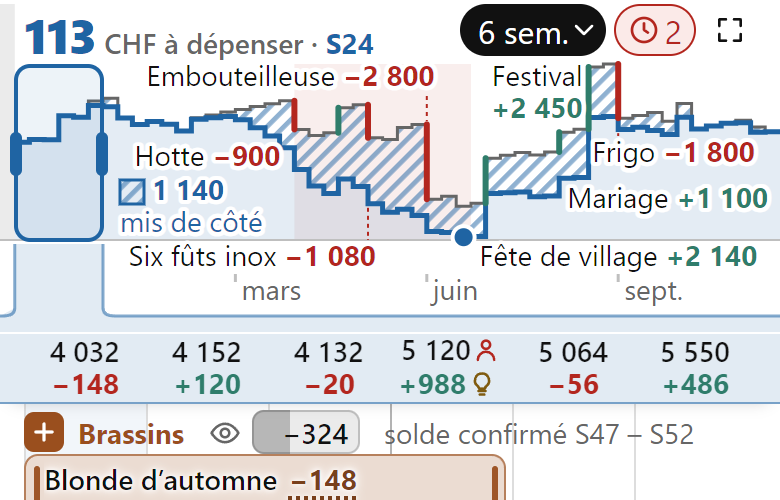 113 CHF à dépenser · S24
6 sem.
2
Embouteilleuse −2 800
Festival
+2 450
Hotte −900
Frigo −1 800
1 140
mis de côté
Mariage +1 100
Six fûts inox −1 080
Fête de village +2 140
mars
juin
sept.
4 032 4 152 4 132 5 120 5 064 5 550
−148 +120 −20 +988 −56 +486
+ Brassins −324 solde confirmé S47 – S52
Blonde d’automne −148